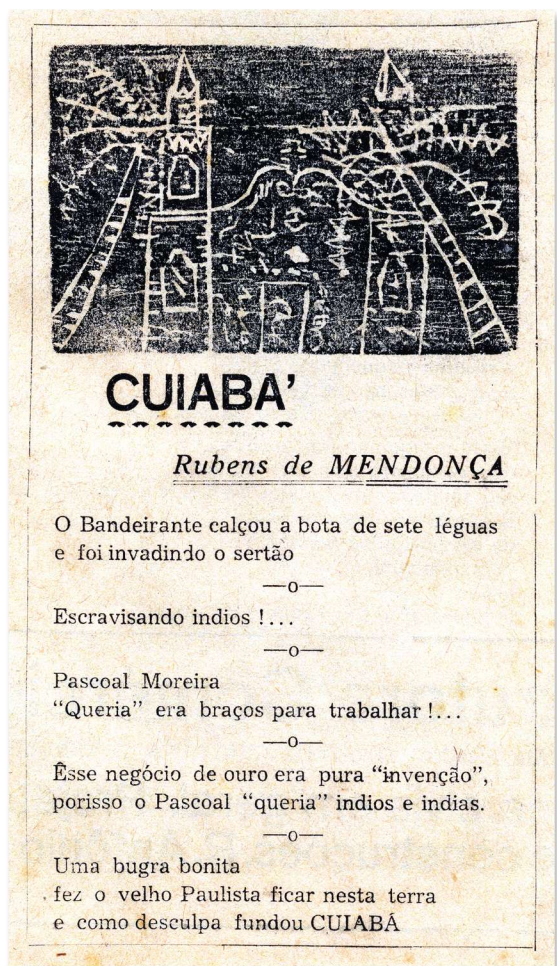 CUIABA'
Rubens de MENDONÇA
O Bandeirante calçou a bota de sete léguas
e foi invadindo o sertão
—o—
Escravisando indios !...
—o—
Pascoal Moreira
“Queria” era braços para trabalhar !...
—o—
Êsse negócio de ouro era pura “invenção”,
porisso o Pascoal “queria” indios e indias.
—o—
Uma bugra bonita
fez o velho Paulista ficar nesta terra
e como desculpa fundou CUIABÁ